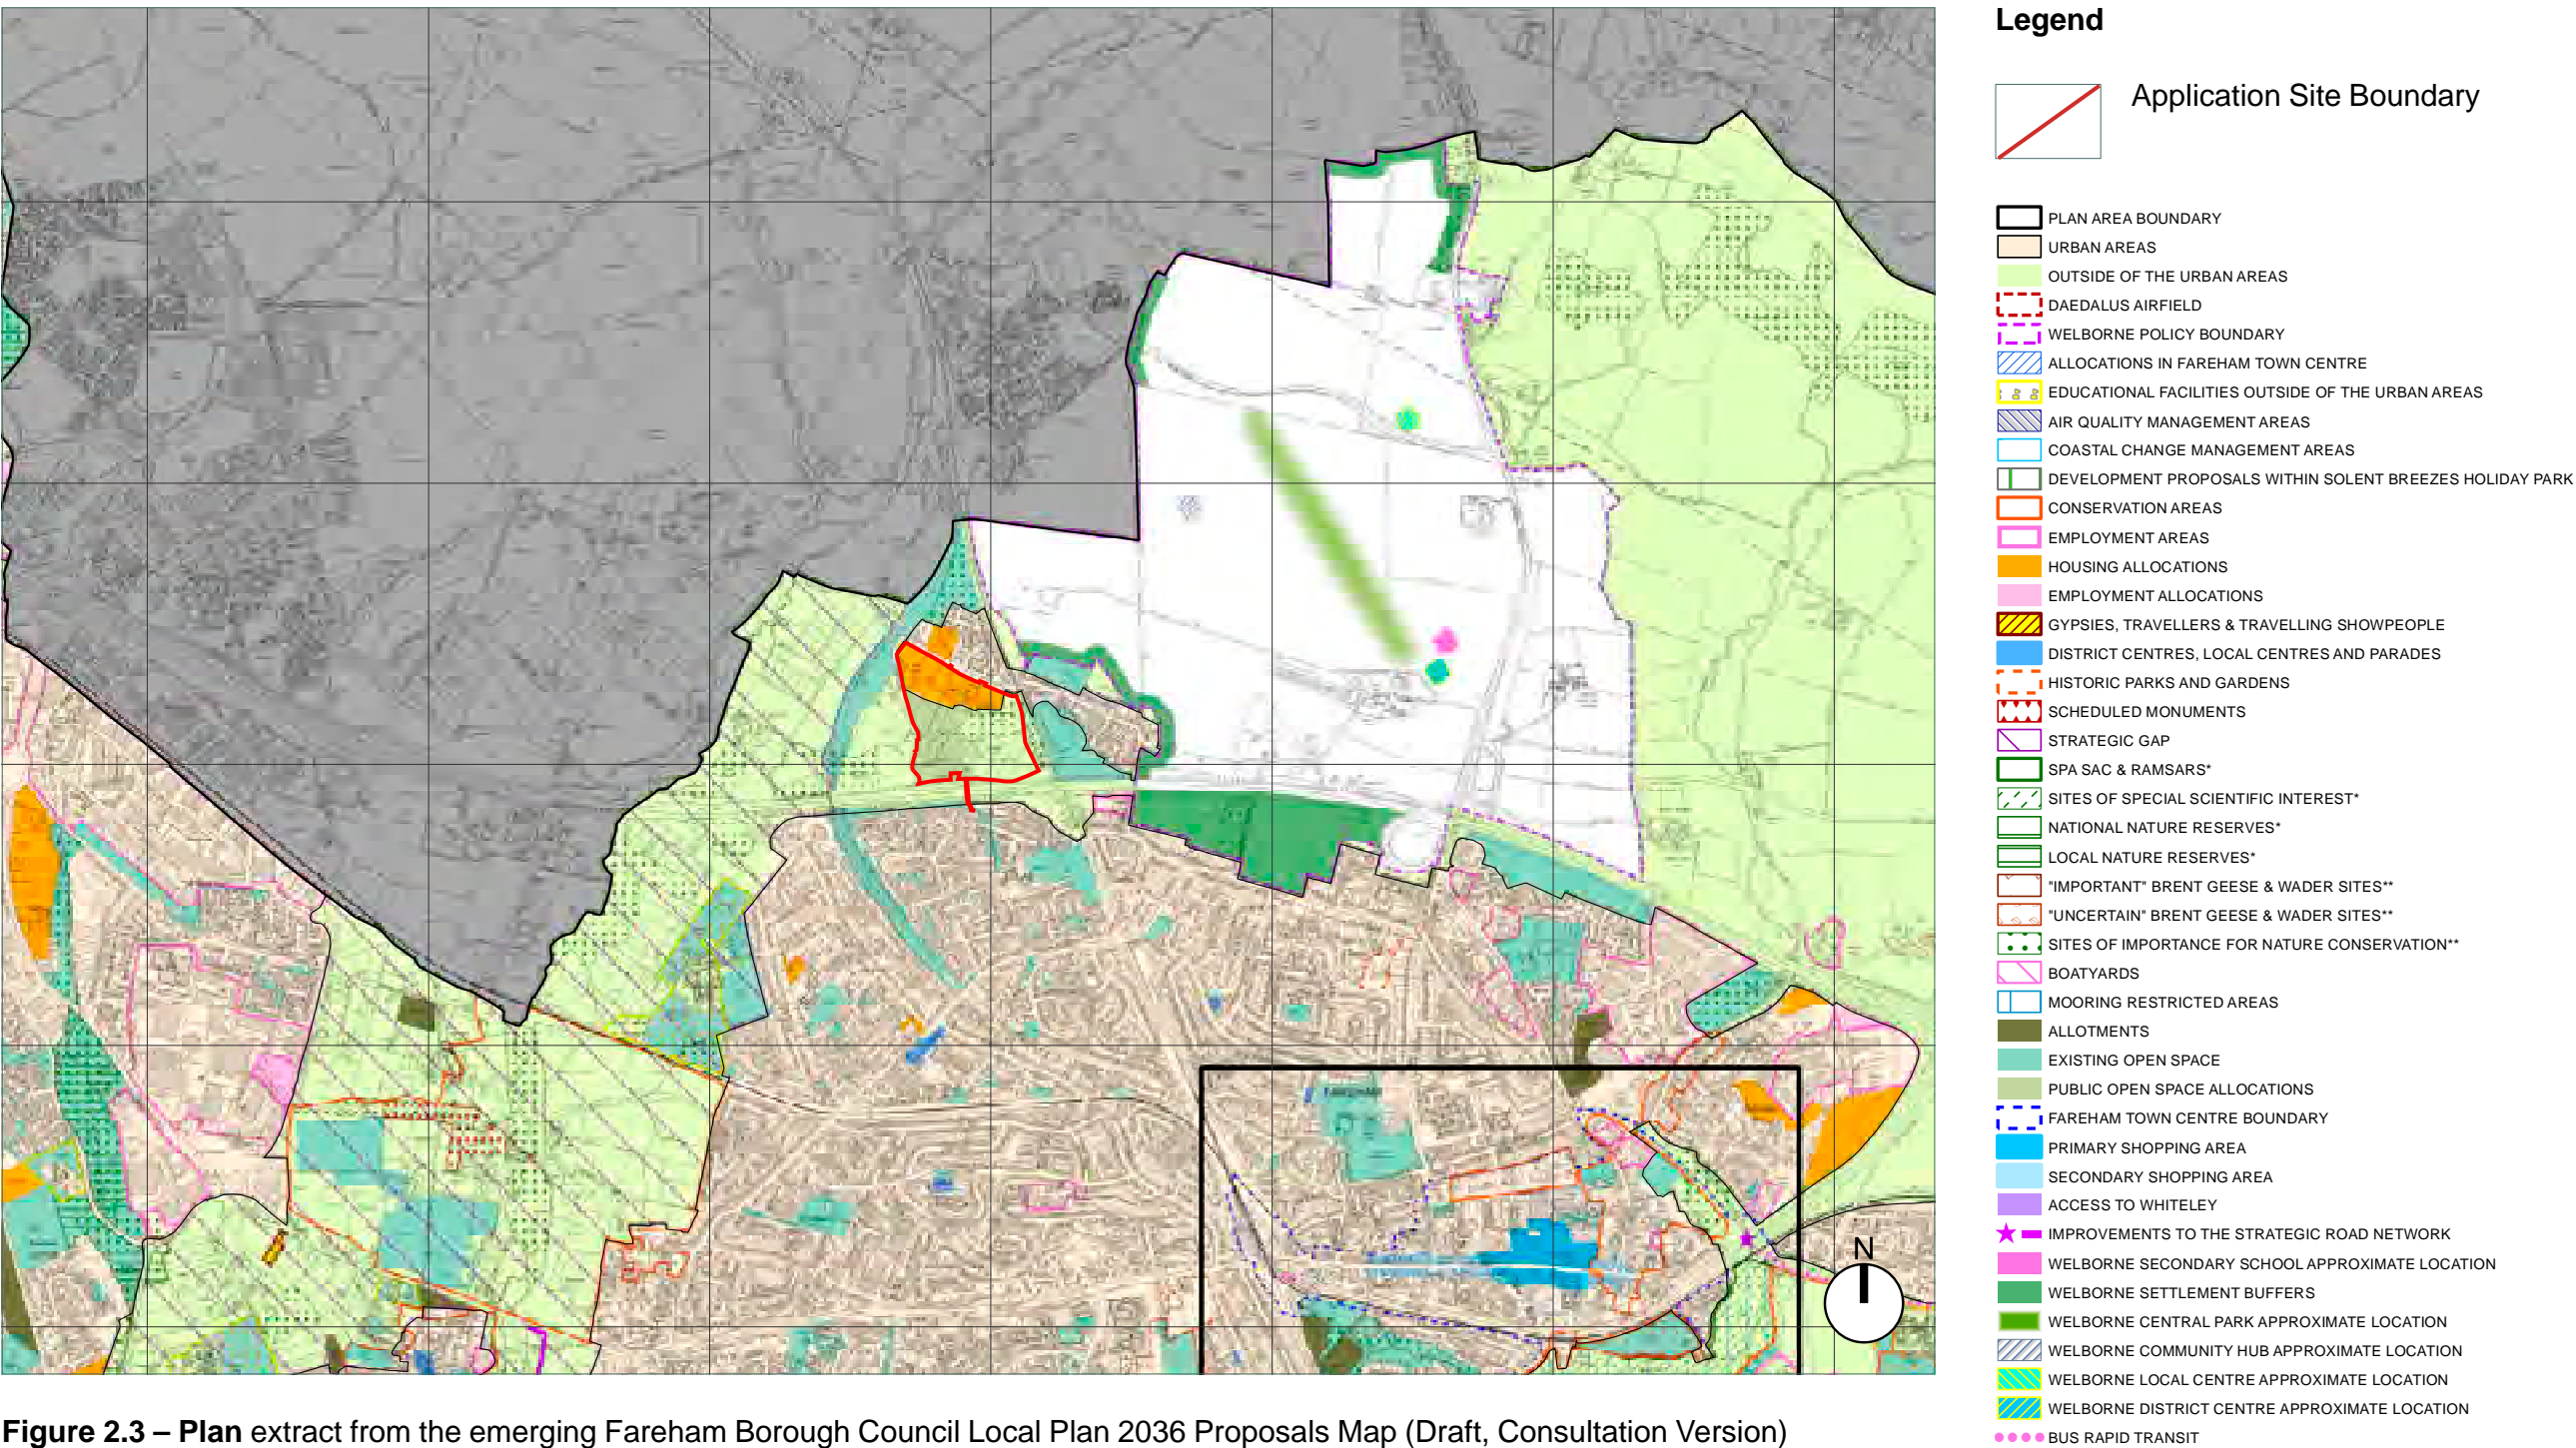 Legend
Application Site Boundary
PLAN AREA BOUNDARY
URBAN AREAS
OUTSIDE OF THE URBAN AREAS
DAEDALUS AIRFIELD
WELBORNE POLICY BOUNDARY
ALLOCATIONS IN FAREHAM TOWN CENTRE
EDUCATIONAL FACILITIES OUTSIDE OF THE URBAN AREAS
AIR QUALITY MANAGEMENT AREAS
COASTAL CHANGE MANAGEMENT AREAS
DEVELOPMENT PROPOSALS WITHIN SOLENT BREEZES HOLIDAY PARK
CONSERVATION AREAS
EMPLOYMENT AREAS
HOUSING ALLOCATIONS
EMPLOYMENT ALLOCATIONS
GYPSIES, TRAVELLERS & TRAVELLING SHOWPEOPLE
DISTRICT CENTRES, LOCAL CENTRES AND PARADES
HISTORIC PARKS AND GARDENS
SCHEDULED MONUMENTS
STRATEGIC GAP
SPA SAC & RAMSARS*
SITES OF SPECIAL SCIENTIFIC INTEREST*
NATIONAL NATURE RESERVES*
LOCAL NATURE RESERVES*
"IMPORTANT" BRENT GEESE & WADER SITES**
"UNCERTAIN" BRENT GEESE & WADER SITES**
SITES OF IMPORTANCE FOR NATURE CONSERVATION**
BOATYARDS
MOORING RESTRICTED AREAS
ALLOTMENTS
EXISTING OPEN SPACE
PUBLIC OPEN SPACE ALLOCATIONS
FAREHAM TOWN CENTRE BOUNDARY
PRIMARY SHOPPING AREA
SECONDARY SHOPPING AREA
ACCESS TO WHITELEY
IMPROVEMENTS TO THE STRATEGIC ROAD NETWORK
WELBORNE SECONDARY SCHOOL APPROXIMATE LOCATION
WELBORNE SETTLEMENT BUFFERS
WELBORNE CENTRAL PARK APPROXIMATE LOCATION
WELBORNE COMMUNITY HUB APPROXIMATE LOCATION
WELBORNE LOCAL CENTRE APPROXIMATE LOCATION
WELBORNE DISTRICT CENTRE APPROXIMATE LOCATION
BUS RAPID TRANSIT
N
Figure 2.3 – Plan extract from the emerging Fareham Borough Council Local Plan 2036 Proposals Map (Draft, Consultation Version)